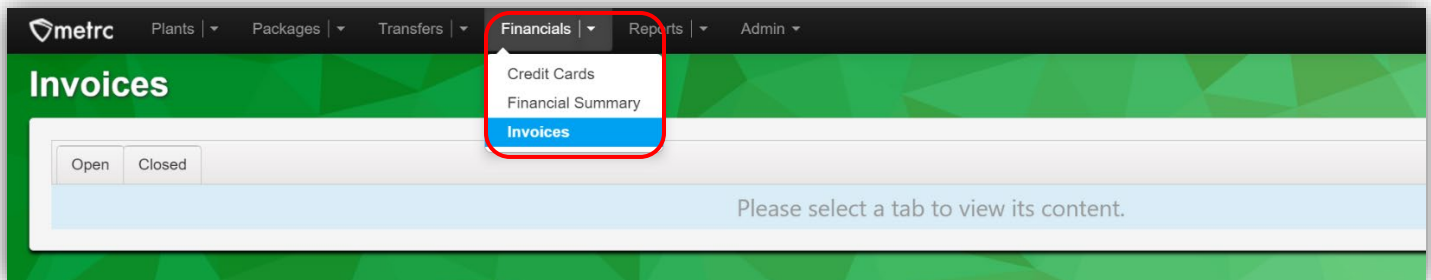 metrc Plants Packages Transfers Financials Reports Admin
Invoices
Credit Cards
Financial Summary
Invoices
Open Closed
Please select a tab to view its content.